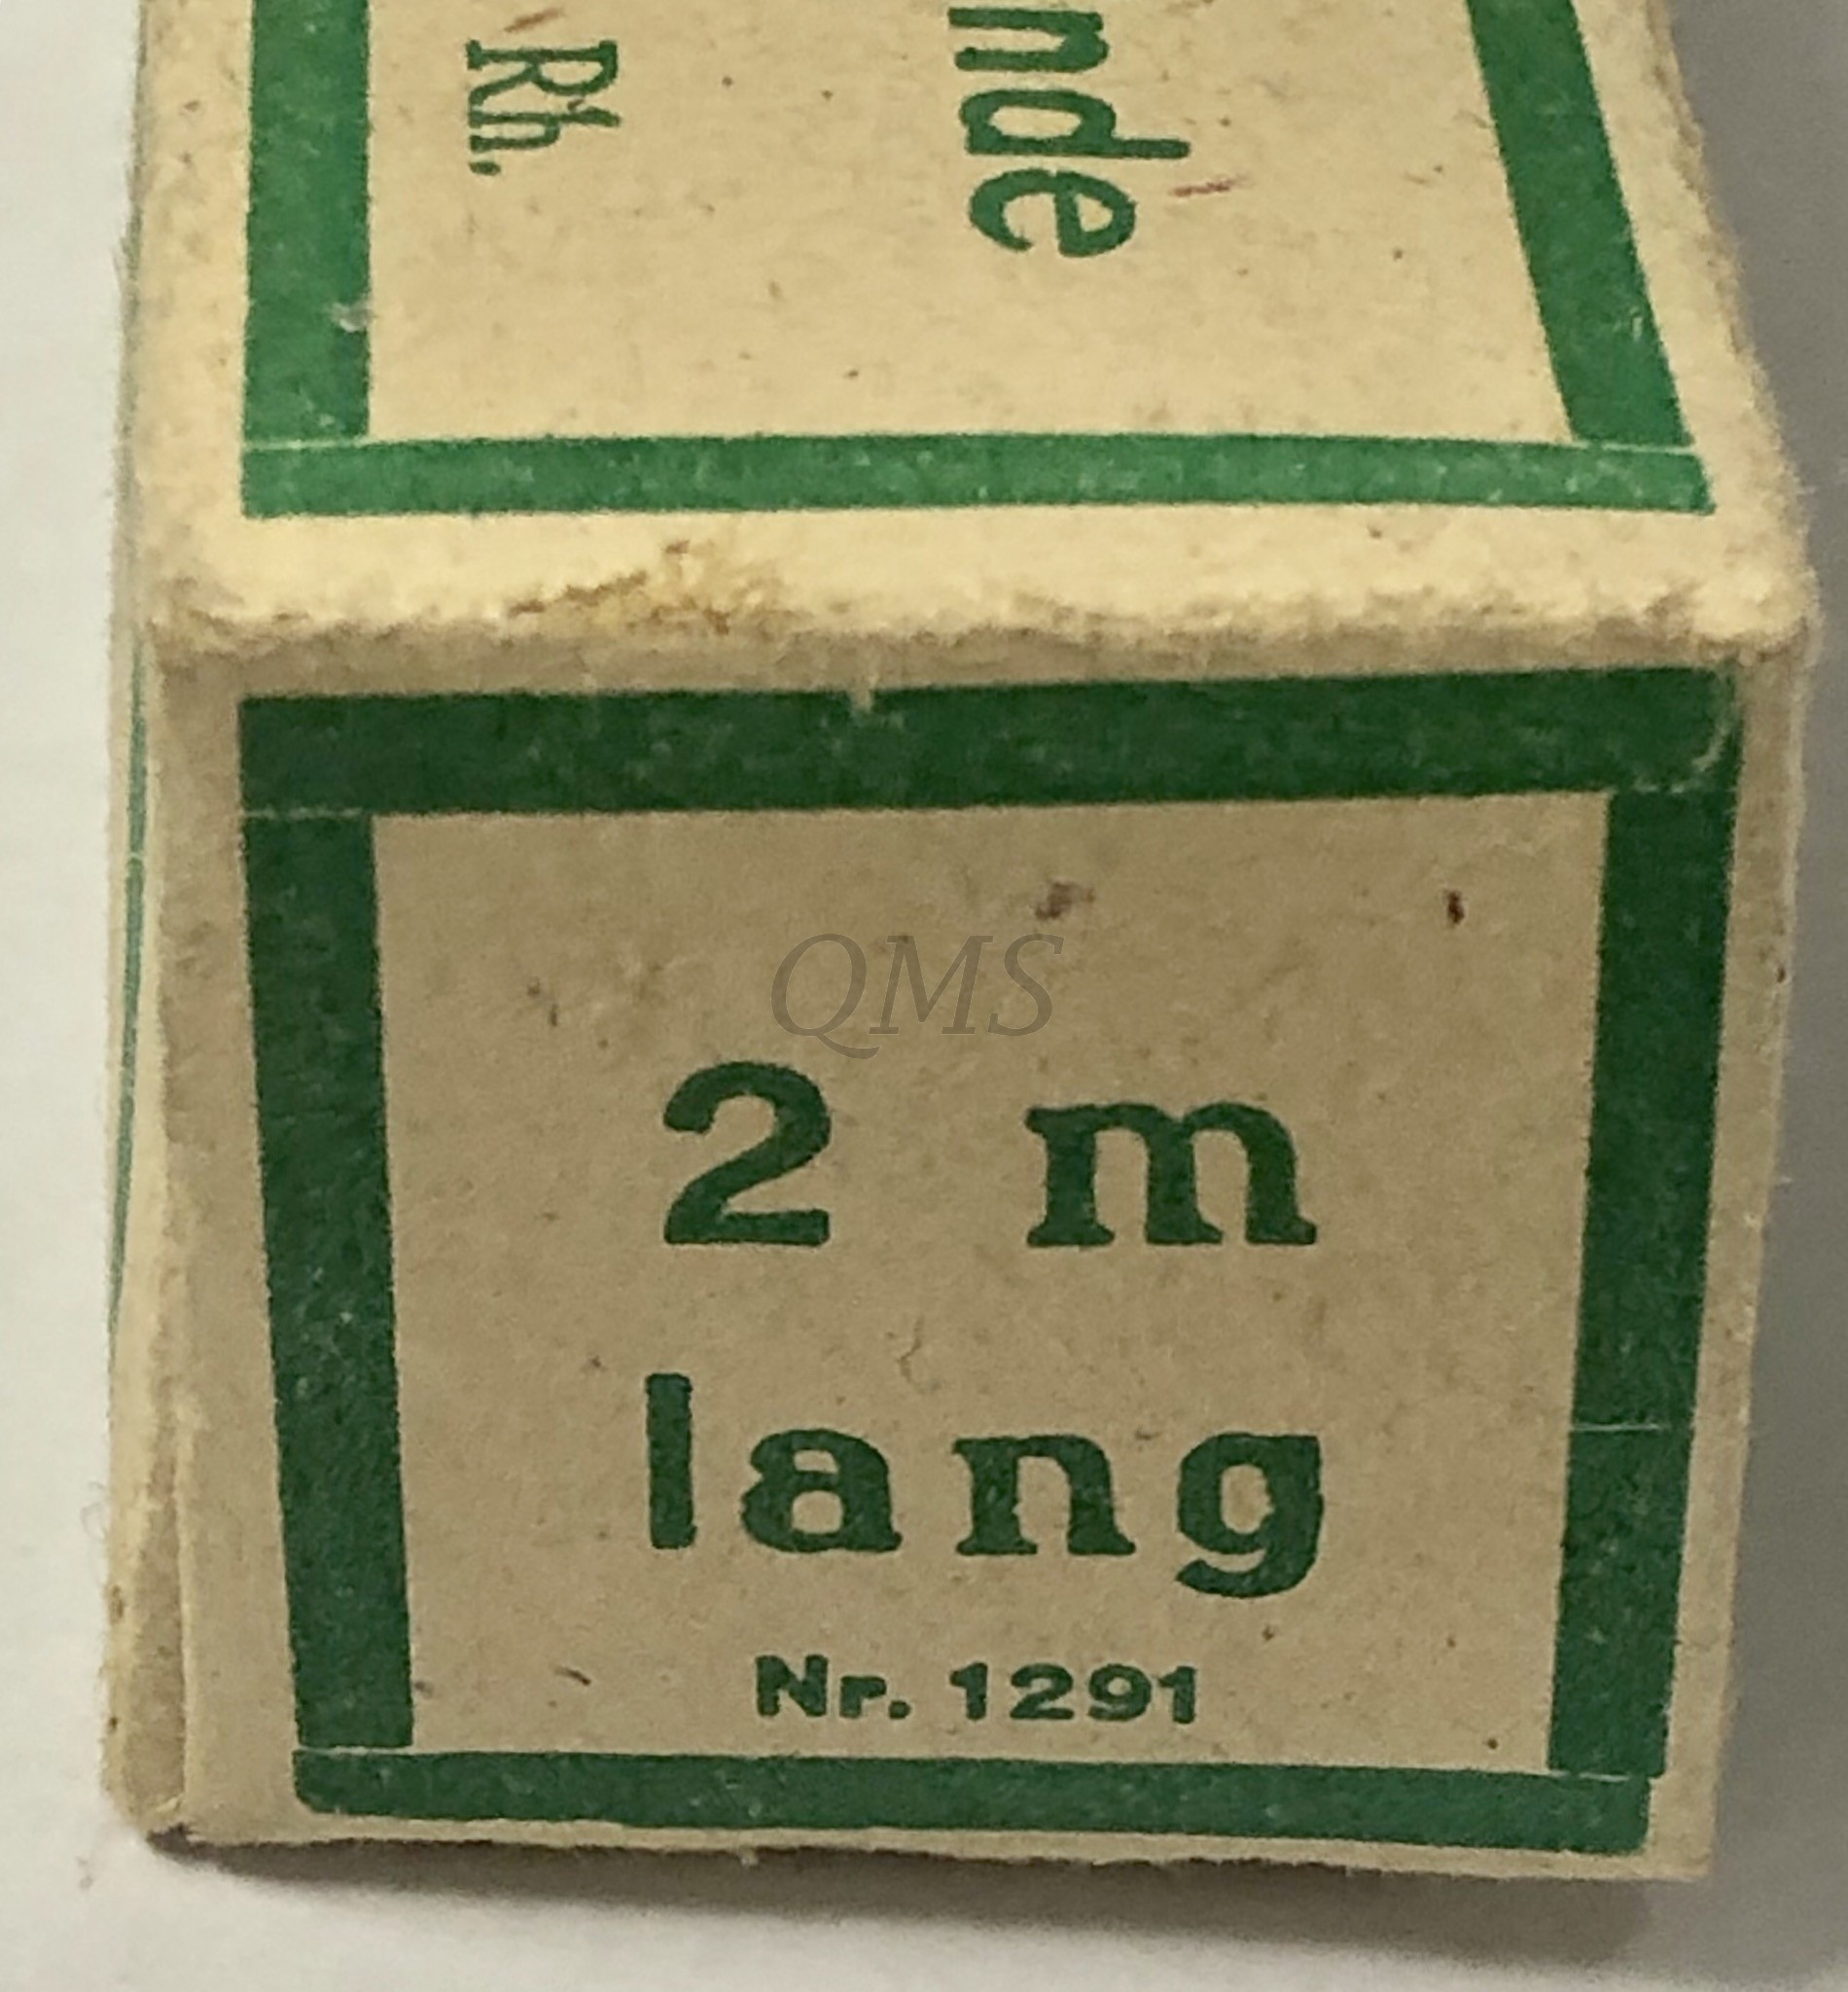 nde
Rh.
QMS
2 m
lang
Nr. 1291